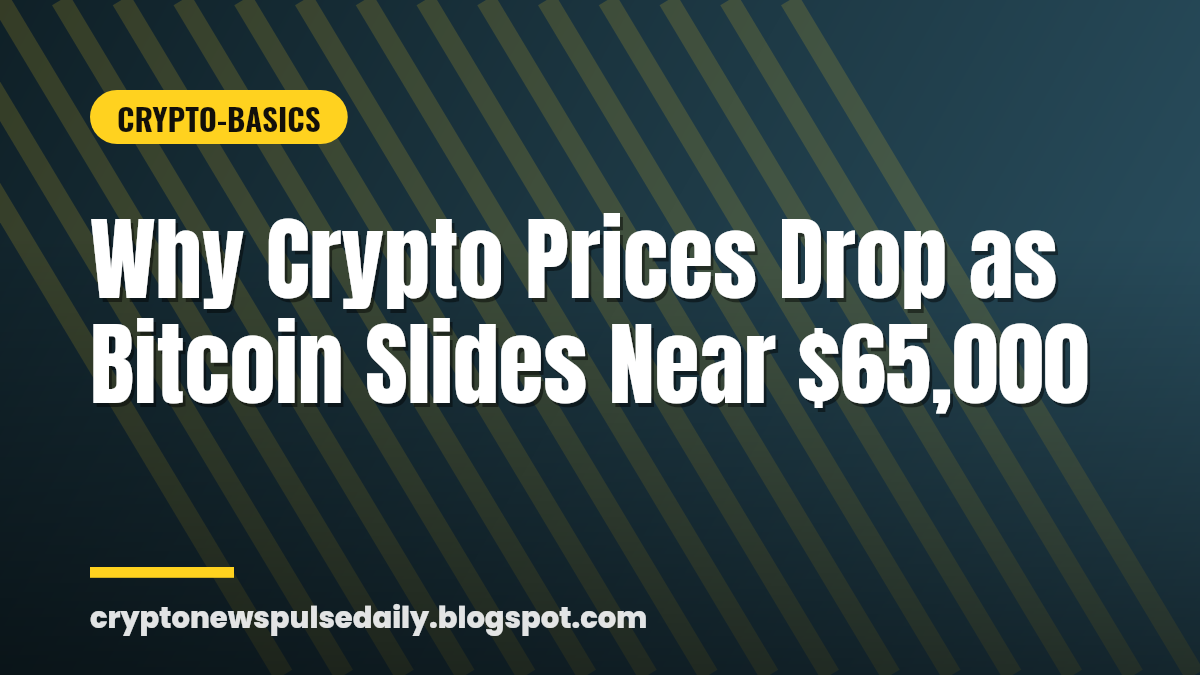 CRYPTO-BASICS
Why Crypto Prices Drop as
Bitcoin Slides Near $65,000
cryptonewspulsedaily.blogspot.com